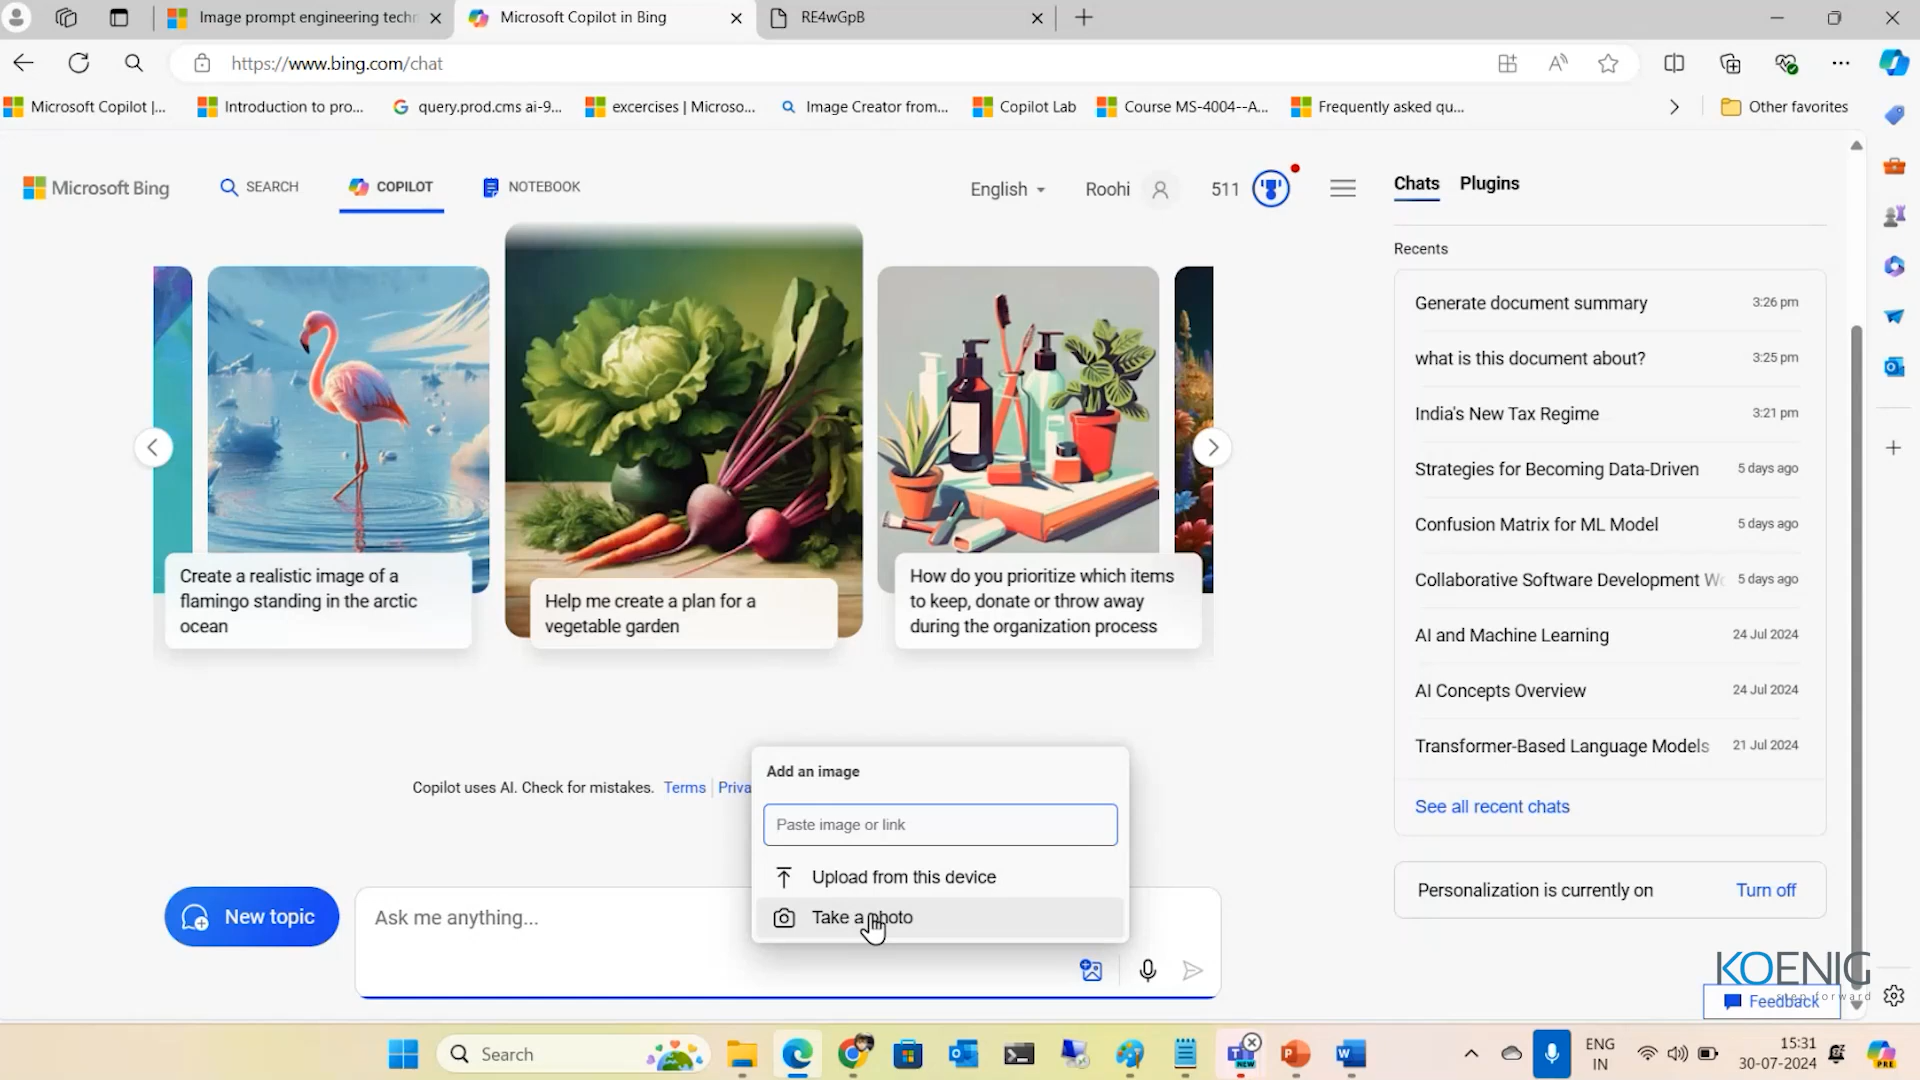 Image prompt engineering techn
Microsoft Copilot in Bing
RE4wGpB
https://www.bing.com/chat
Microsoft Copilot |...
Introduction to pro...
query.prod.cms ai-9...
excercises | Microso...
Image Creator from...
Copilot Lab
Course MS-4004--A...
Frequently asked qu...
Other favorites
Microsoft Bing
SEARCH
COPILOT
NOTEBOOK
English
Roohi
511
Chats
Plugins
Recents
Generate document summary
3:26 pm
what is this document about?
3:25 pm
India's New Tax Regime
3:21 pm
Strategies for Becoming Data-Driven
5 days ago
Confusion Matrix for ML Model
5 days ago
Collaborative Software Development Wo
5 days ago
AI and Machine Learning
24 Jul 2024
AI Concepts Overview
24 Jul 2024
Transformer-Based Language Models
21 Jul 2024
See all recent chats
Personalization is currently on
Turn off
Create a realistic image of a
flamingo standing in the arctic
ocean
Help me create a plan for a
vegetable garden
How do you prioritize which items
to keep, donate or throw away
during the organization process
Copilot uses AI. Check for mistakes.
Terms
Priva
Add an image
Paste image or link
Upload from this device
Take a photo
New topic
Ask me anything...
KOENIG
step forward
Feedback
Search
NEW
ENG
IN
15:31
30-07-2024
PRE